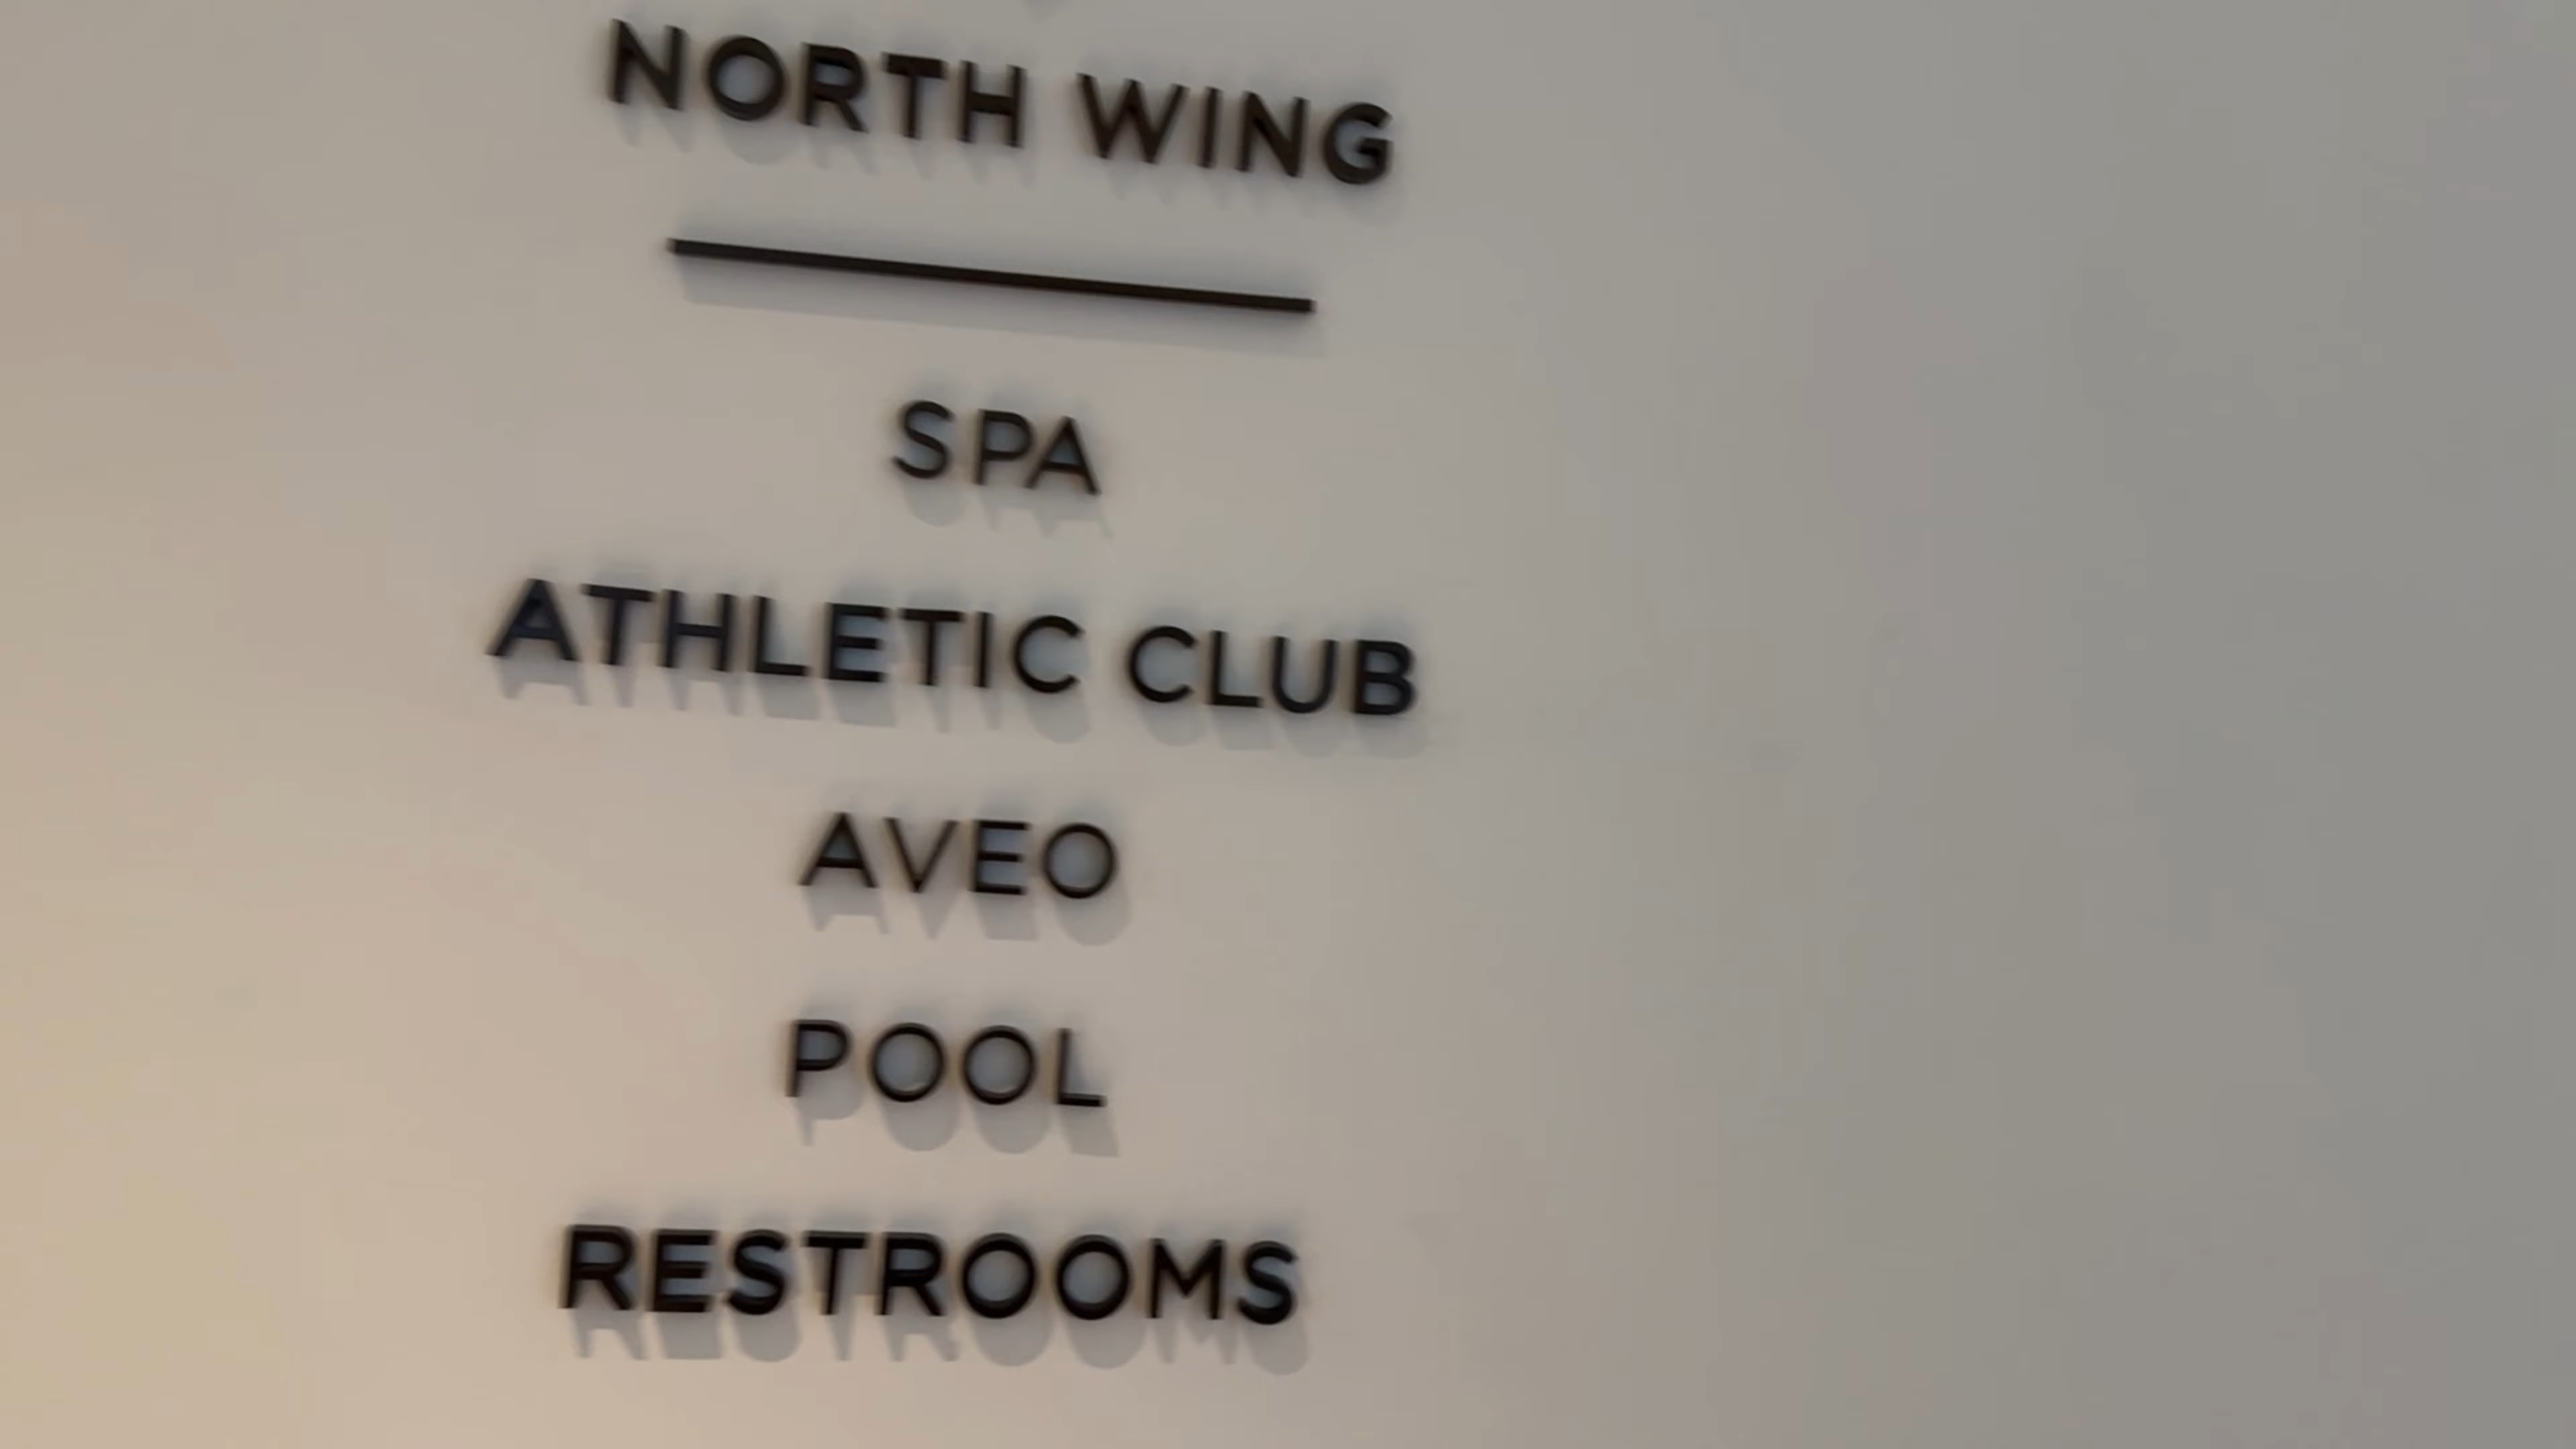 NORTH WING
SPA
ATHLETIC CLUB
AVEO
POOL
RESTROOMS